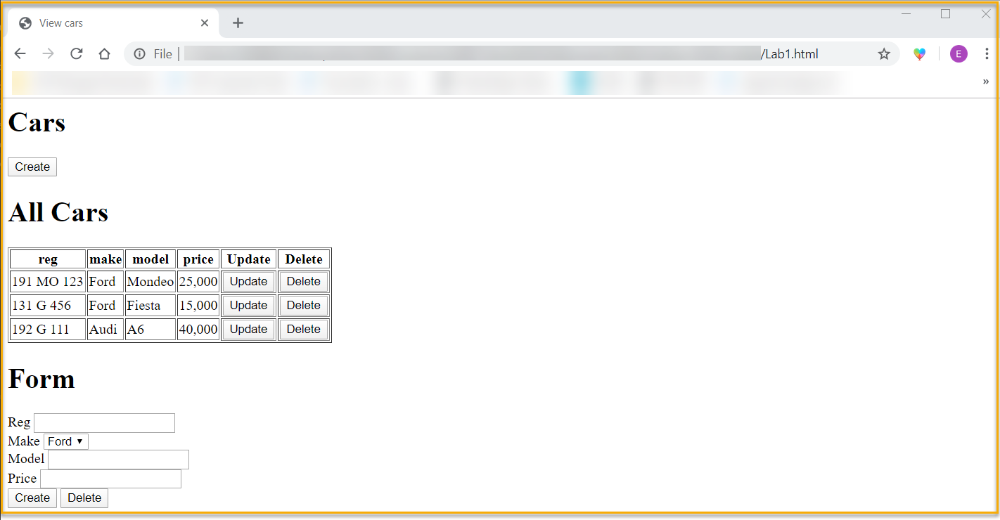 View cars
File | /Lab1.html
E
»
Cars
Create
All Cars
reg make model price Update Delete
191 MO 123 Ford Mondeo 25,000 Update Delete
131 G 456 Ford Fiesta 15,000 Update Delete
192 G 111 Audi A6 40,000 Update Delete
Form
Reg
Make Ford
Model
Price
Create Delete